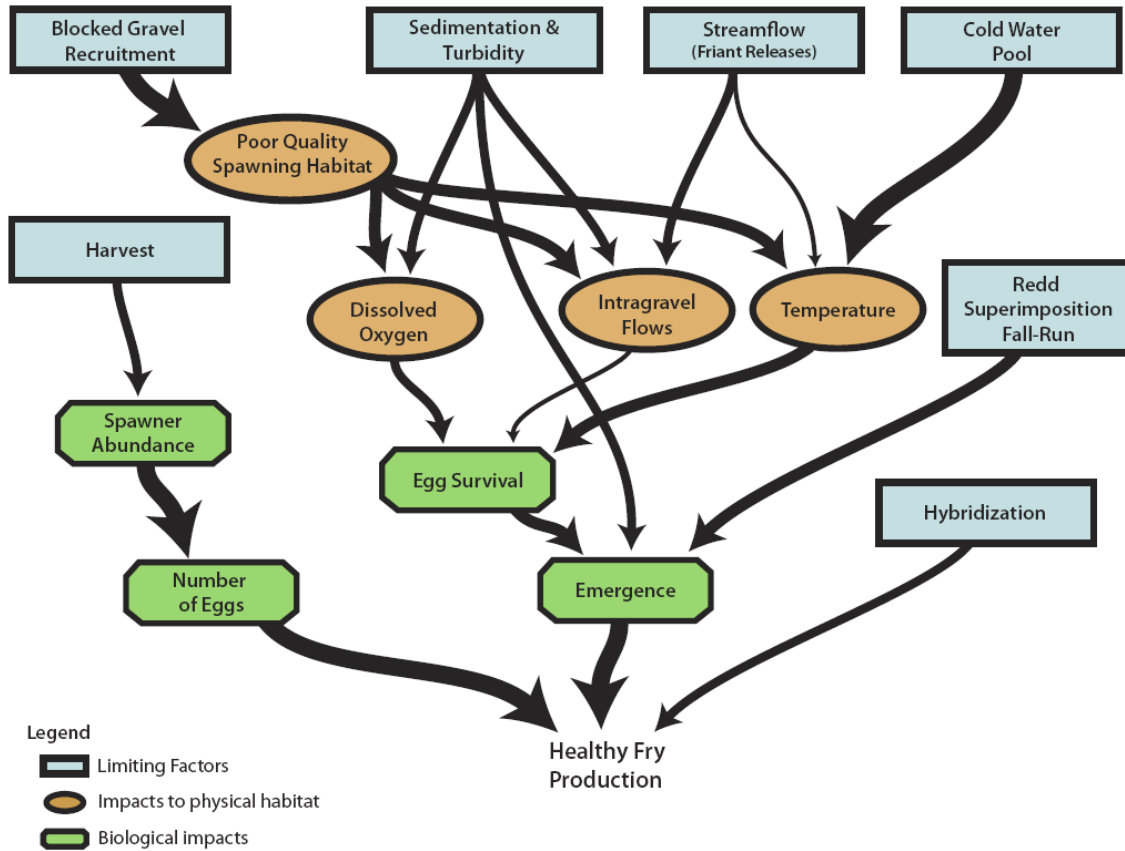 Blocked Gravel
Recruitment
Sedimentation &
Turbidity
Streamflow
(Friant Releases)
Cold Water
Pool
Poor Quality
Spawning Habitat
Harvest
Dissolved
Oxygen
Intragravel
Flows
Temperature
Redd
Superimposition
Fall-Run
Spawner
Abundance
Egg Survival
Hybridization
Number
of Eggs
Emergence
Healthy Fry
Production
Legend
Limiting Factors
Impacts to physical habitat
Biological impacts